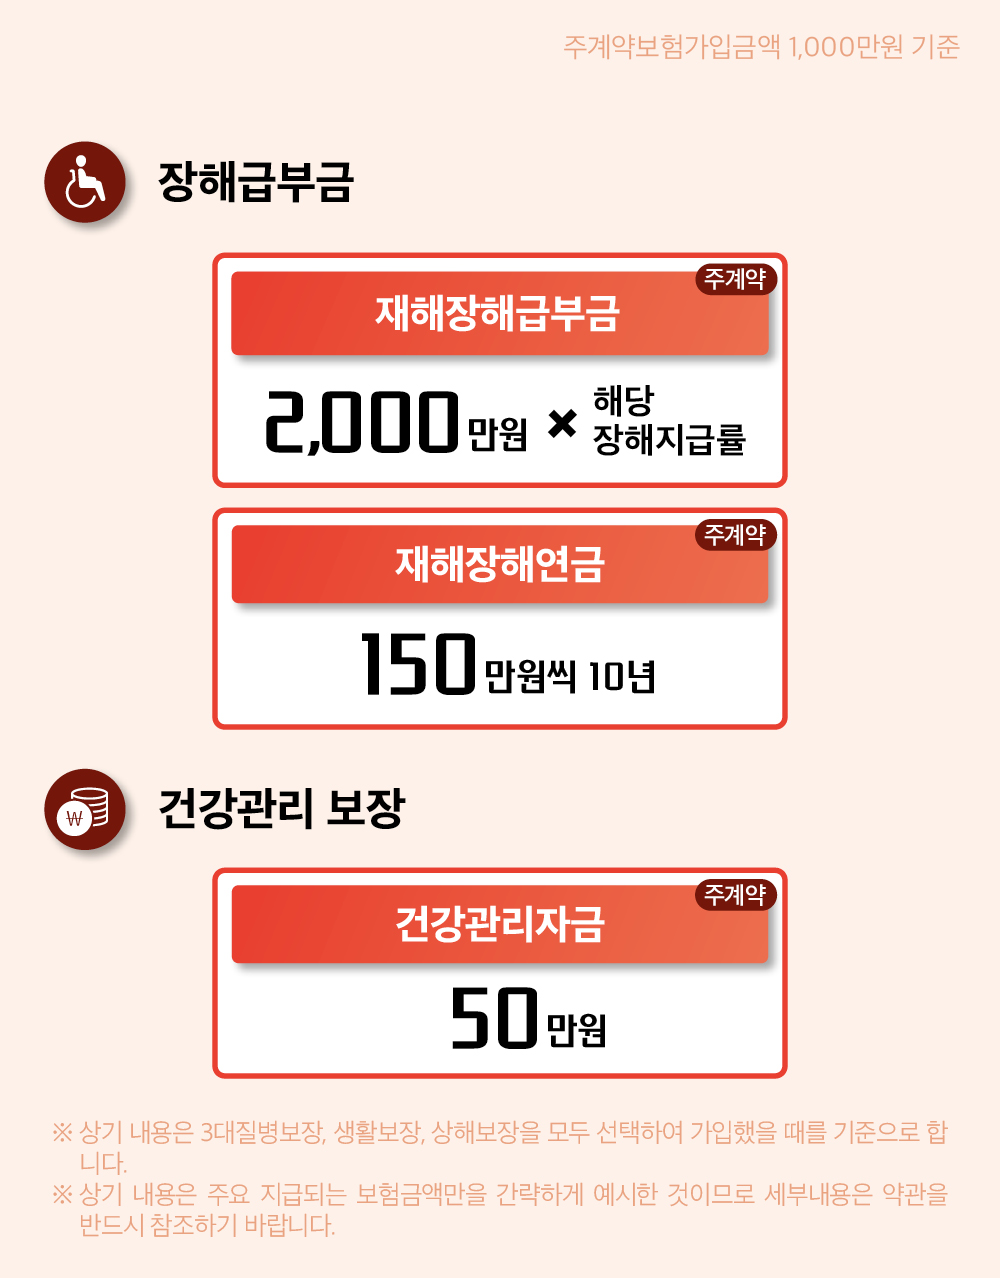 주계약보험가입금액 1,000만원 기준
장해급부금
주계약
재해장해급부금
2,000만원 × 해당
장해지급률
주계약
재해장해연금
150만원씩 10년
₩
건강관리 보장
주계약
건강관리자금
50만원
※ 상기 내용은 3대질병보장, 생활보장, 상해보장을 모두 선택하여 가입했을 때를 기준으로 합
니다.
※ 상기 내용은 주요 지급되는 보험금액만을 간략하게 예시한 것이므로 세부내용은 약관을
반드시 참조하기 바랍니다.